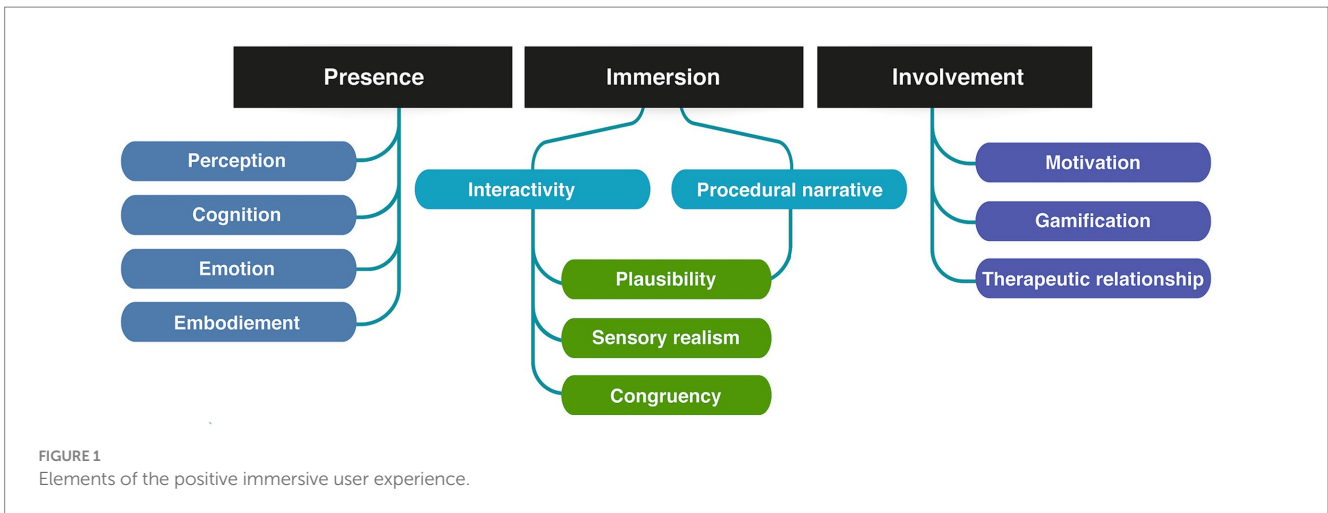 Presence
Immersion
Involvement
Perception
Cognition
Emotion
Embodiement
Interactivity
Procedural narrative
Plausibility
Sensory realism
Congruency
Motivation
Gamification
Therapeutic relationship
FIGURE 1
Elements of the positive immersive user experience.